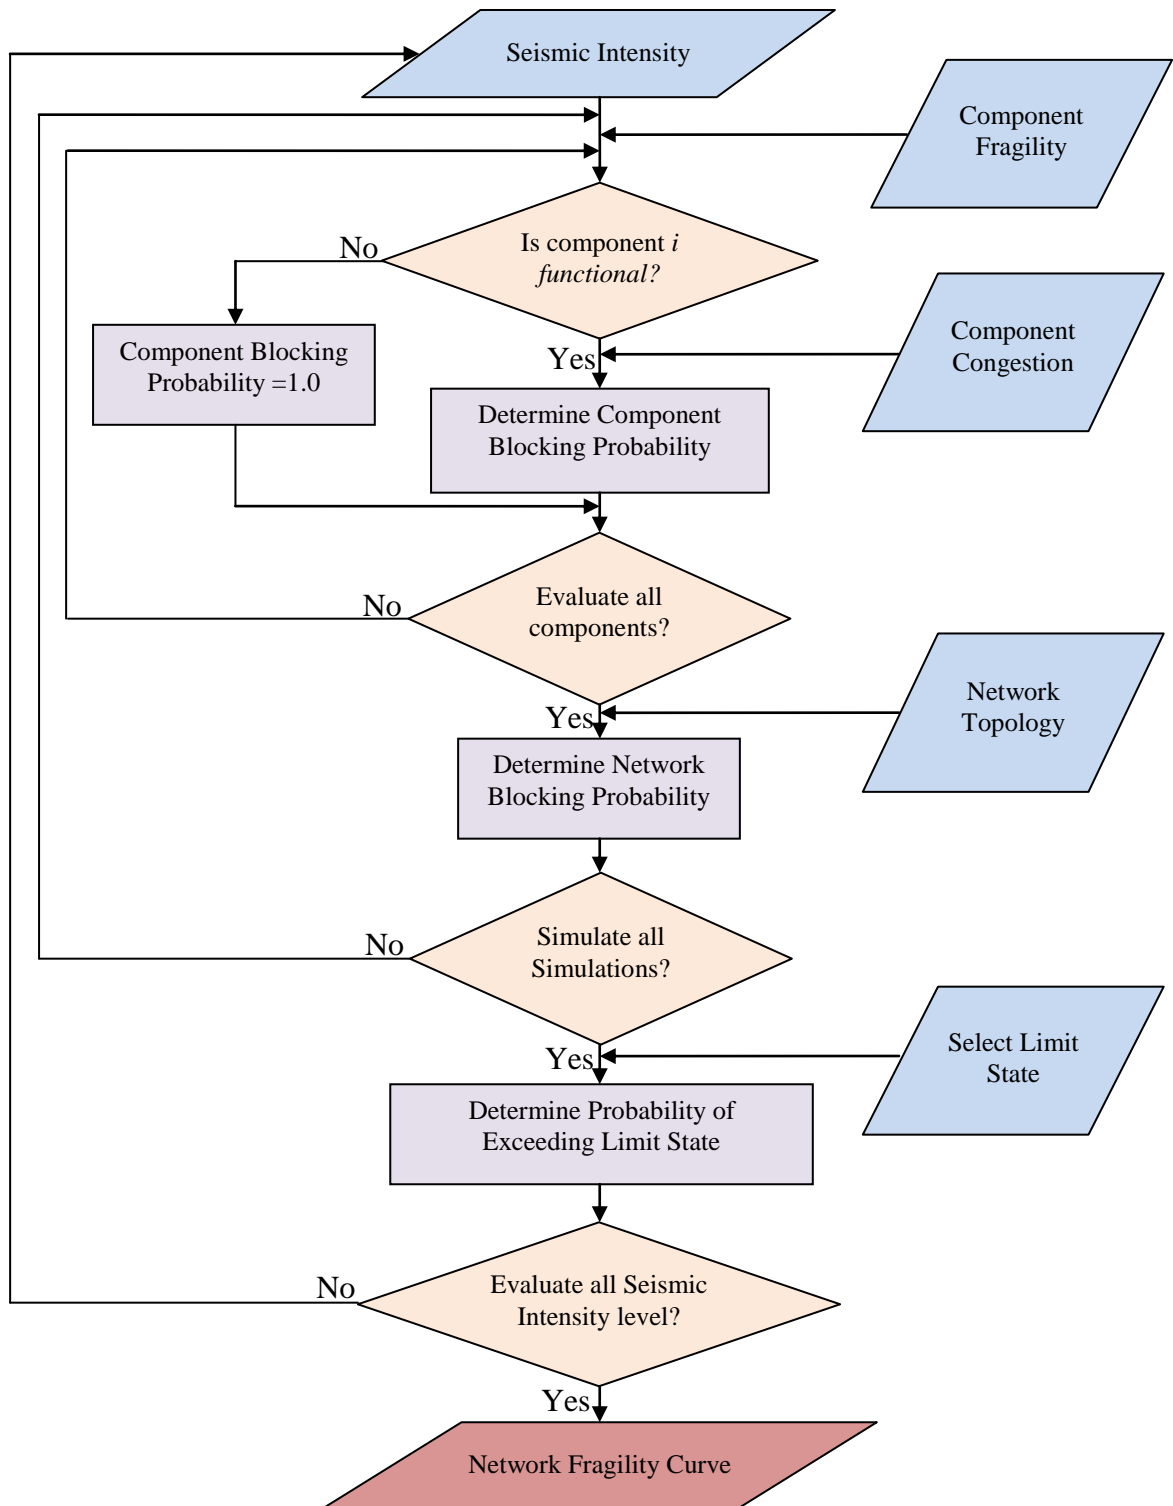 Seismic Intensity
Component
Fragility
Is component i
functional?
No
Component
Congestion
Yes
Component Blocking
Probability =1.0
Determine Component
Blocking Probability
Evaluate all
components?
No
Network
Topology
Yes
Determine Network
Blocking Probability
Simulate all
Simulations?
No
Select Limit
State
Yes
Determine Probability of
Exceeding Limit State
Evaluate all Seismic
Intensity level?
No
Yes
Network Fragility Curve